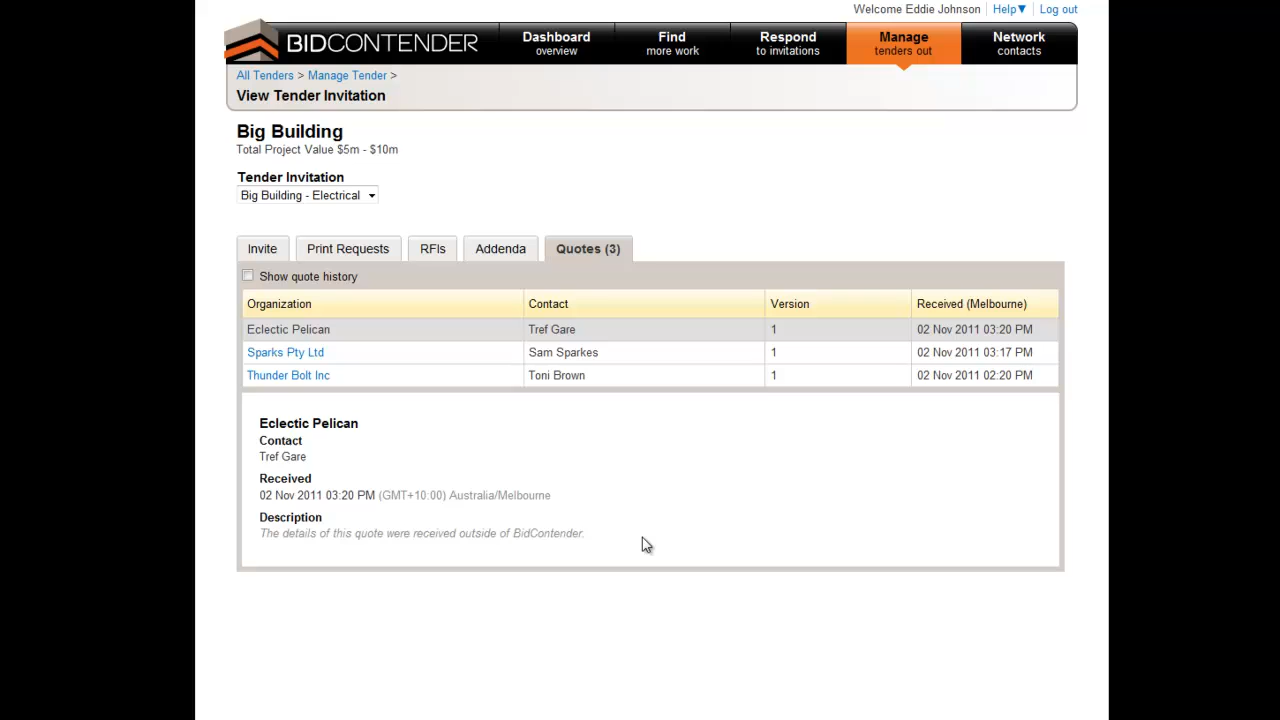 Welcome Eddie Johnson Help▼ Log out
BIDCONTENDER
Dashboard
overview
Find
more work
Respond
to invitations
Manage
tenders out
Network
contacts
All Tenders > Manage Tender >
View Tender Invitation
Big Building
Total Project Value $5m - $10m
Tender Invitation
Big Building - Electrical
Invite Print Requests RFIs Addenda Quotes (3)
Show quote history
Organization Contact Version Received (Melbourne)
Eclectic Pelican Tref Gare 1 02 Nov 2011 03:20 PM
Sparks Pty Ltd Sam Sparkes 1 02 Nov 2011 03:17 PM
Thunder Bolt Inc Toni Brown 1 02 Nov 2011 02:20 PM
Eclectic Pelican
Contact
Tref Gare
Received
02 Nov 2011 03:20 PM (GMT+10:00) Australia/Melbourne
Description
The details of this quote were received outside of BidContender.